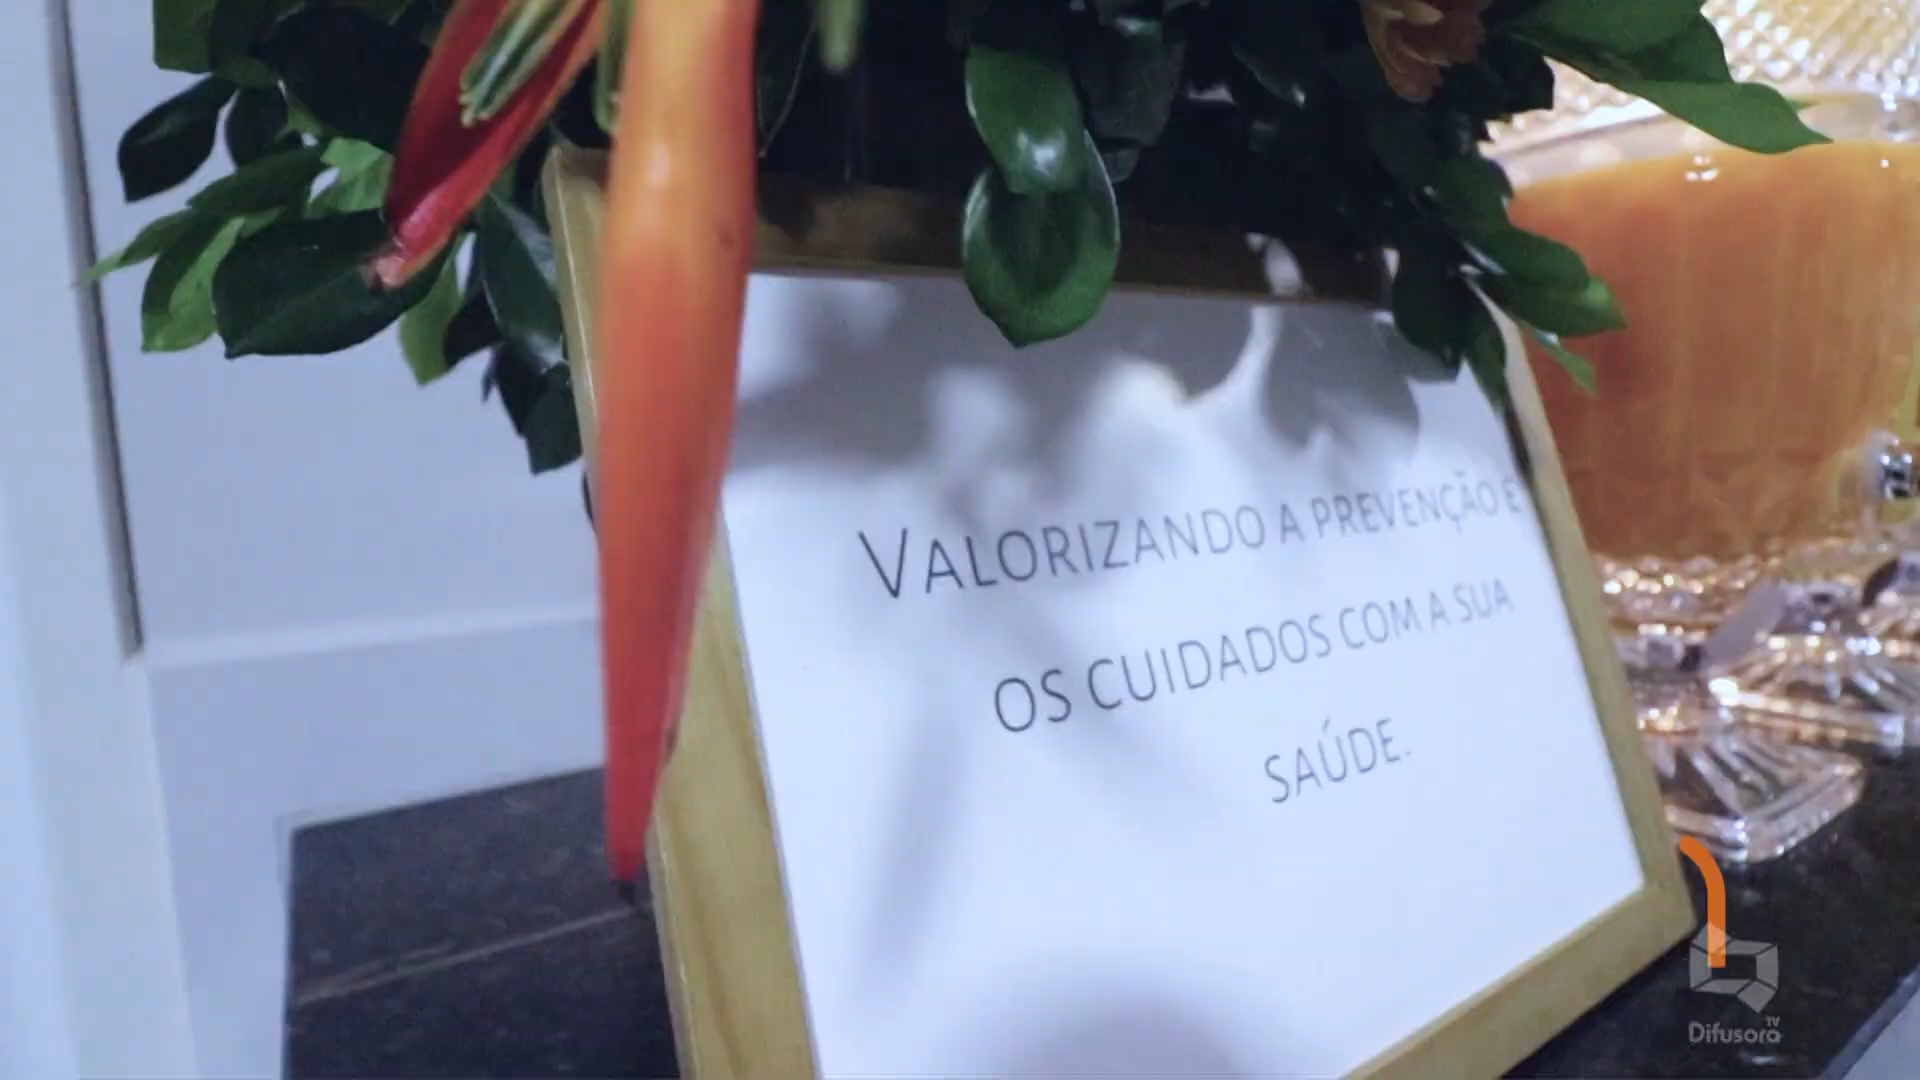 VALORIZANDO A PREVENÇÃO E
OS CUIDADOS COM A SUA
SAÚDE.
TV
Difusora